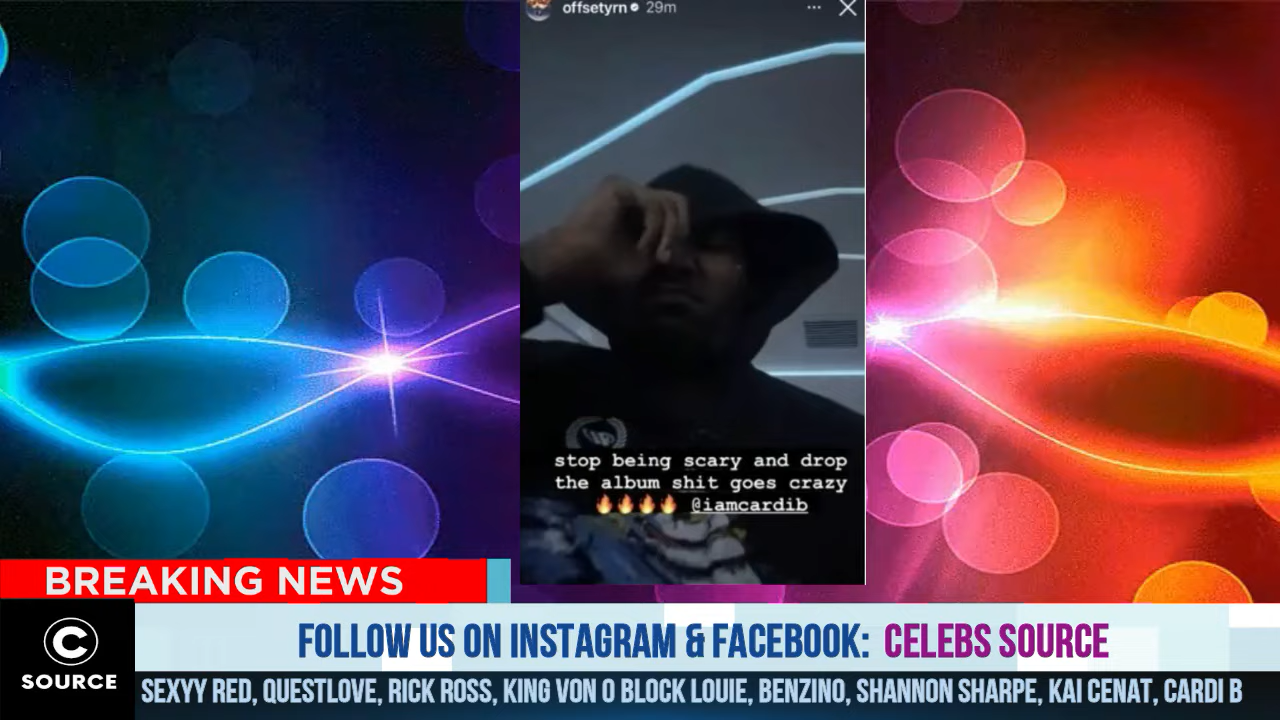 offsetyrn 29m
stop being scary and drop
the album shit goes crazy
🔥🔥🔥🔥 @iamcardib
BREAKING NEWS
C
SOURCE
FOLLOW US ON INSTAGRAM & FACEBOOK: CELEBS SOURCE
SEXYY RED, QUESTLOVE, RICK ROSS, KING VON O BLOCK LOUIE, BENZINO, SHANNON SHARPE, KAI CENAT, CARDI B